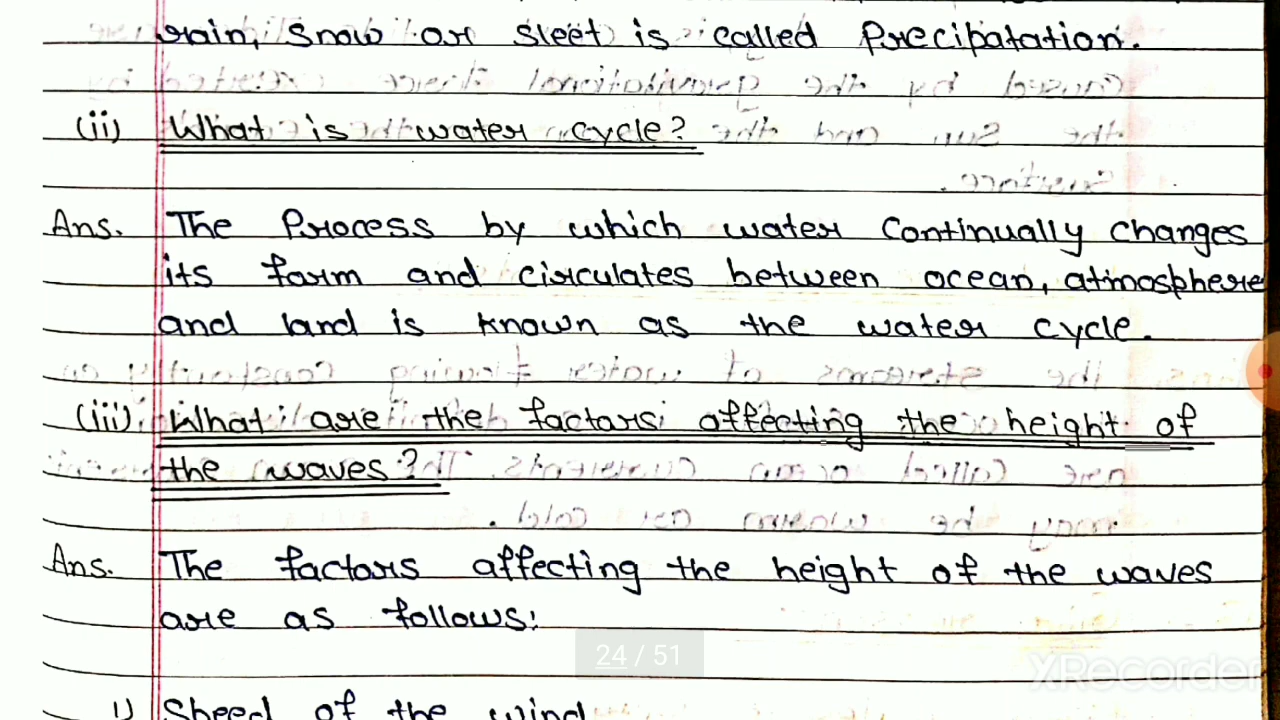 rain, snow or sleet is called Precipatation.
(ii) What is water cycle?
Ans. The Process by which water continually changes
its form and circulates between ocean, atmosphere
and land is known as the water cycle.
(iii) What are the factors affecting the height of
the waves?
Ans. The factors affecting the height of the waves
are as follows:
24 / 51
XRecorder
1) Speed of the wind